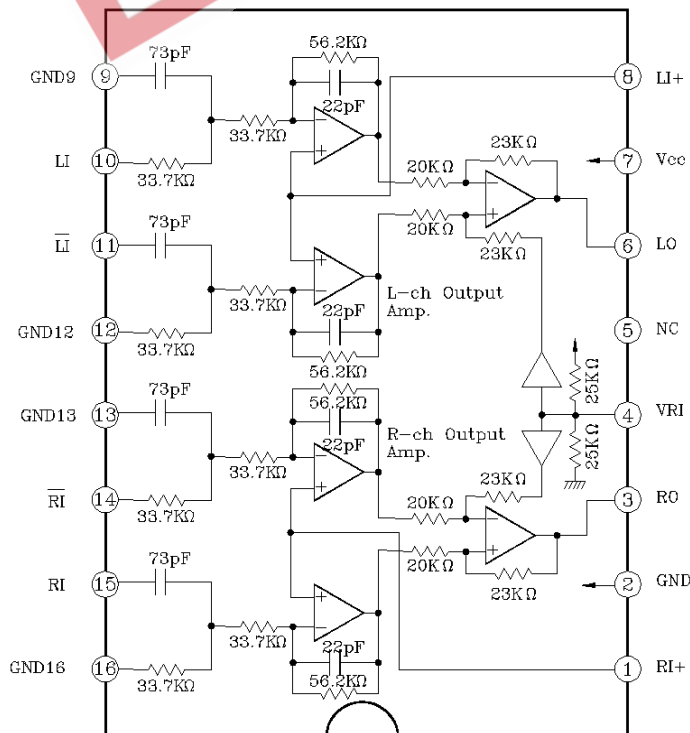 56.2KΩ
73pF
GND9
9
8
LI+
22pF
33.7KΩ
23KΩ
LI
10
7
Vcc
33.7KΩ
20KΩ
73pF
20KΩ
LI
11
23KΩ
6
LO
33.7KΩ
L-ch Output
Amp.
22pF
GND12
12
5
NC
33.7KΩ
56.2KΩ
25KΩ
73pF
56.2KΩ
GND13
13
4
VRI
22pF
R-ch Output
Amp.
33.7KΩ
25KΩ
23KΩ
RI
14
20KΩ
3
RO
33.7KΩ
73pF
20KΩ
RI
15
2
GND
23KΩ
33.7KΩ
22pF
GND16
16
56.2KΩ
1
RI+
33.7KΩ